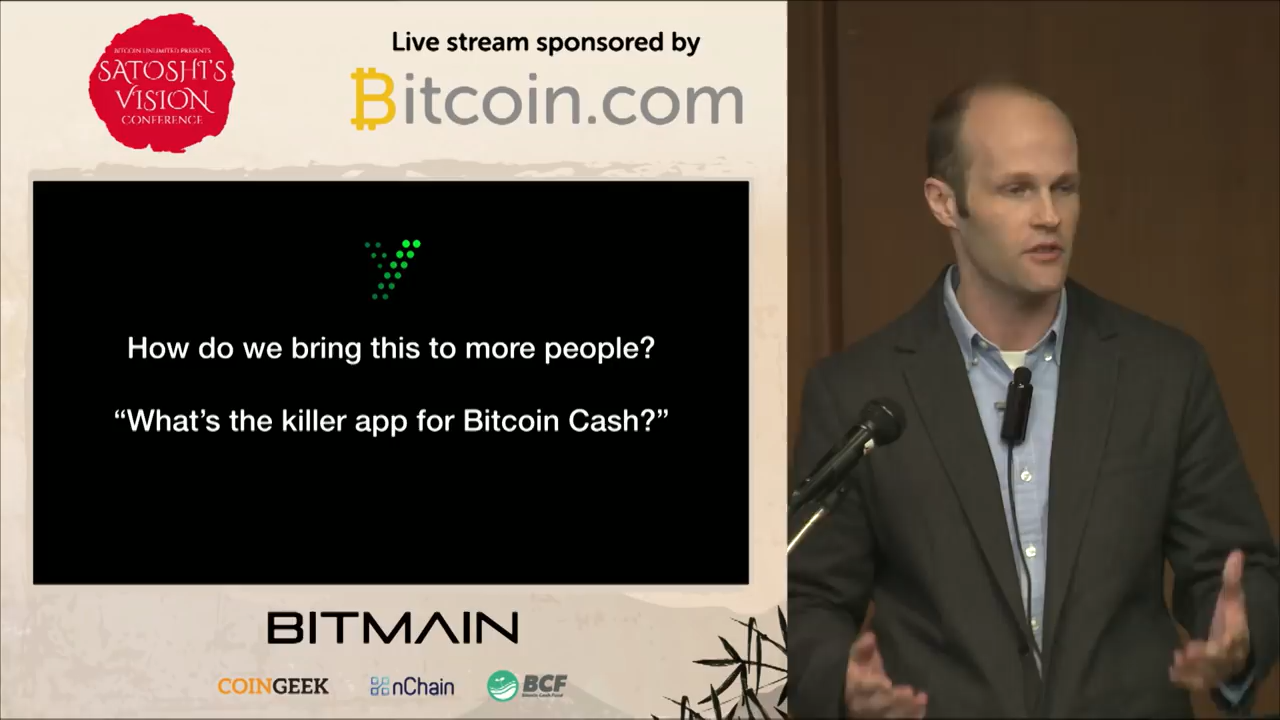 BITCOIN UNLIMITED PRESENTS
SATOSHI'S
VISION
CONFERENCE
Live stream sponsored by
Bitcoin.com
How do we bring this to more people?
“What’s the killer app for Bitcoin Cash?”
BITMAIN
COINGEEK
nChain
BCF